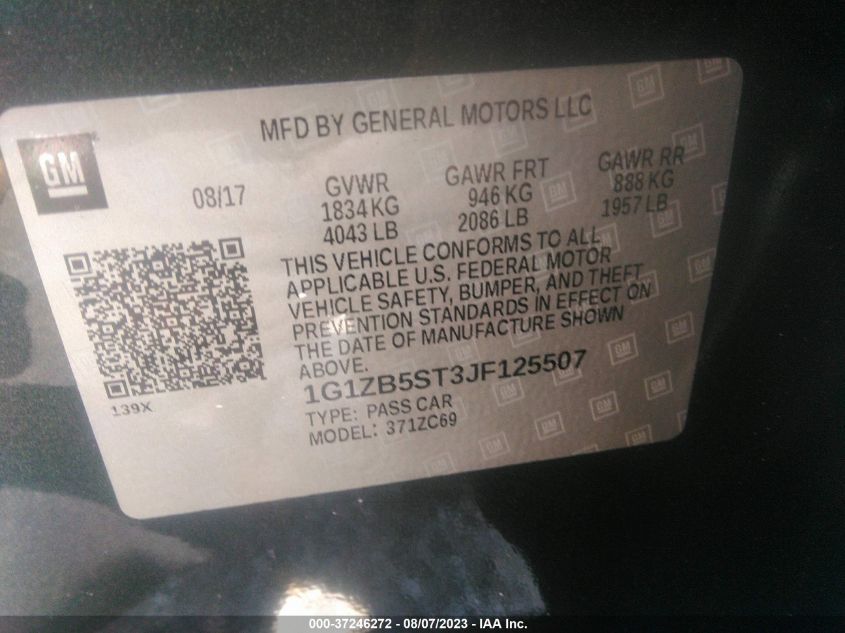 MFD BY GENERAL MOTORS LLC
GM
08/17
GVWR
1834 KG
4043 LB
GAWR FRT
946 KG
2086 LB
GAWR RR
888 KG
1957 LB
THIS VEHICLE CONFORMS TO ALL
APPLICABLE U.S. FEDERAL MOTOR
VEHICLE SAFETY, BUMPER, AND THEFT
PREVENTION STANDARDS IN EFFECT ON
THE DATE OF MANUFACTURE SHOWN
ABOVE.
1G1ZB5ST3JF125507
TYPE: PASS CAR
MODEL: 371ZC69
139X
000-37246272 - 08/07/2023 - IAA Inc.